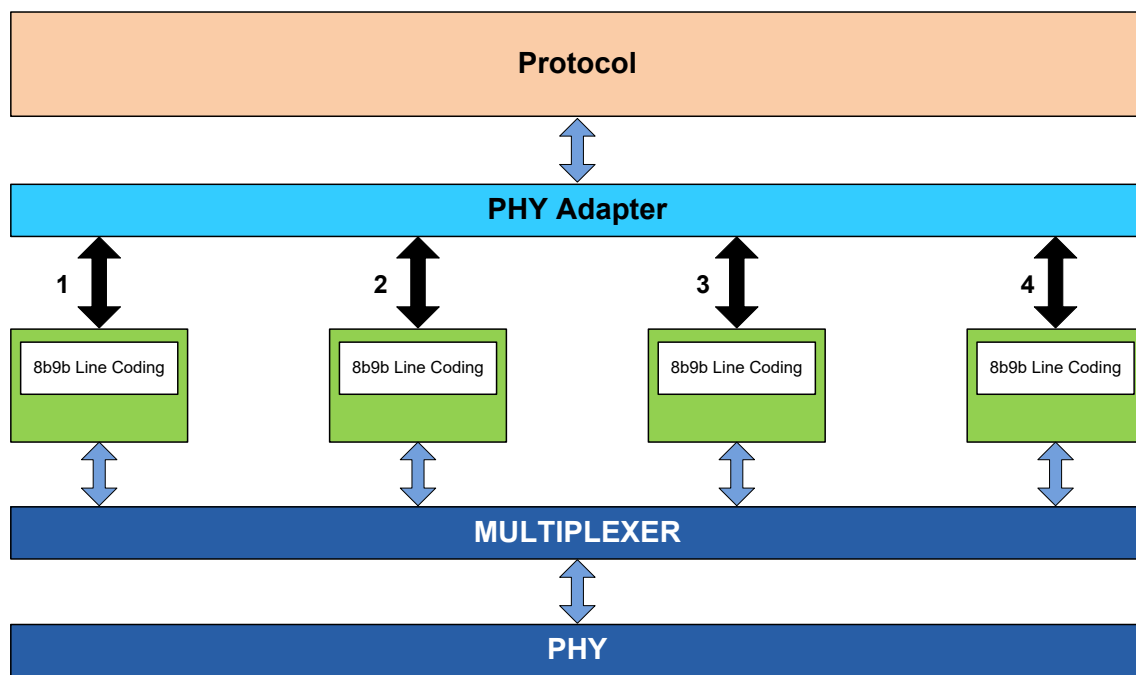 Protocol
PHY Adapter
1 2 3 4
8b9b Line Coding 8b9b Line Coding 8b9b Line Coding 8b9b Line Coding
MULTIPLEXER
PHY